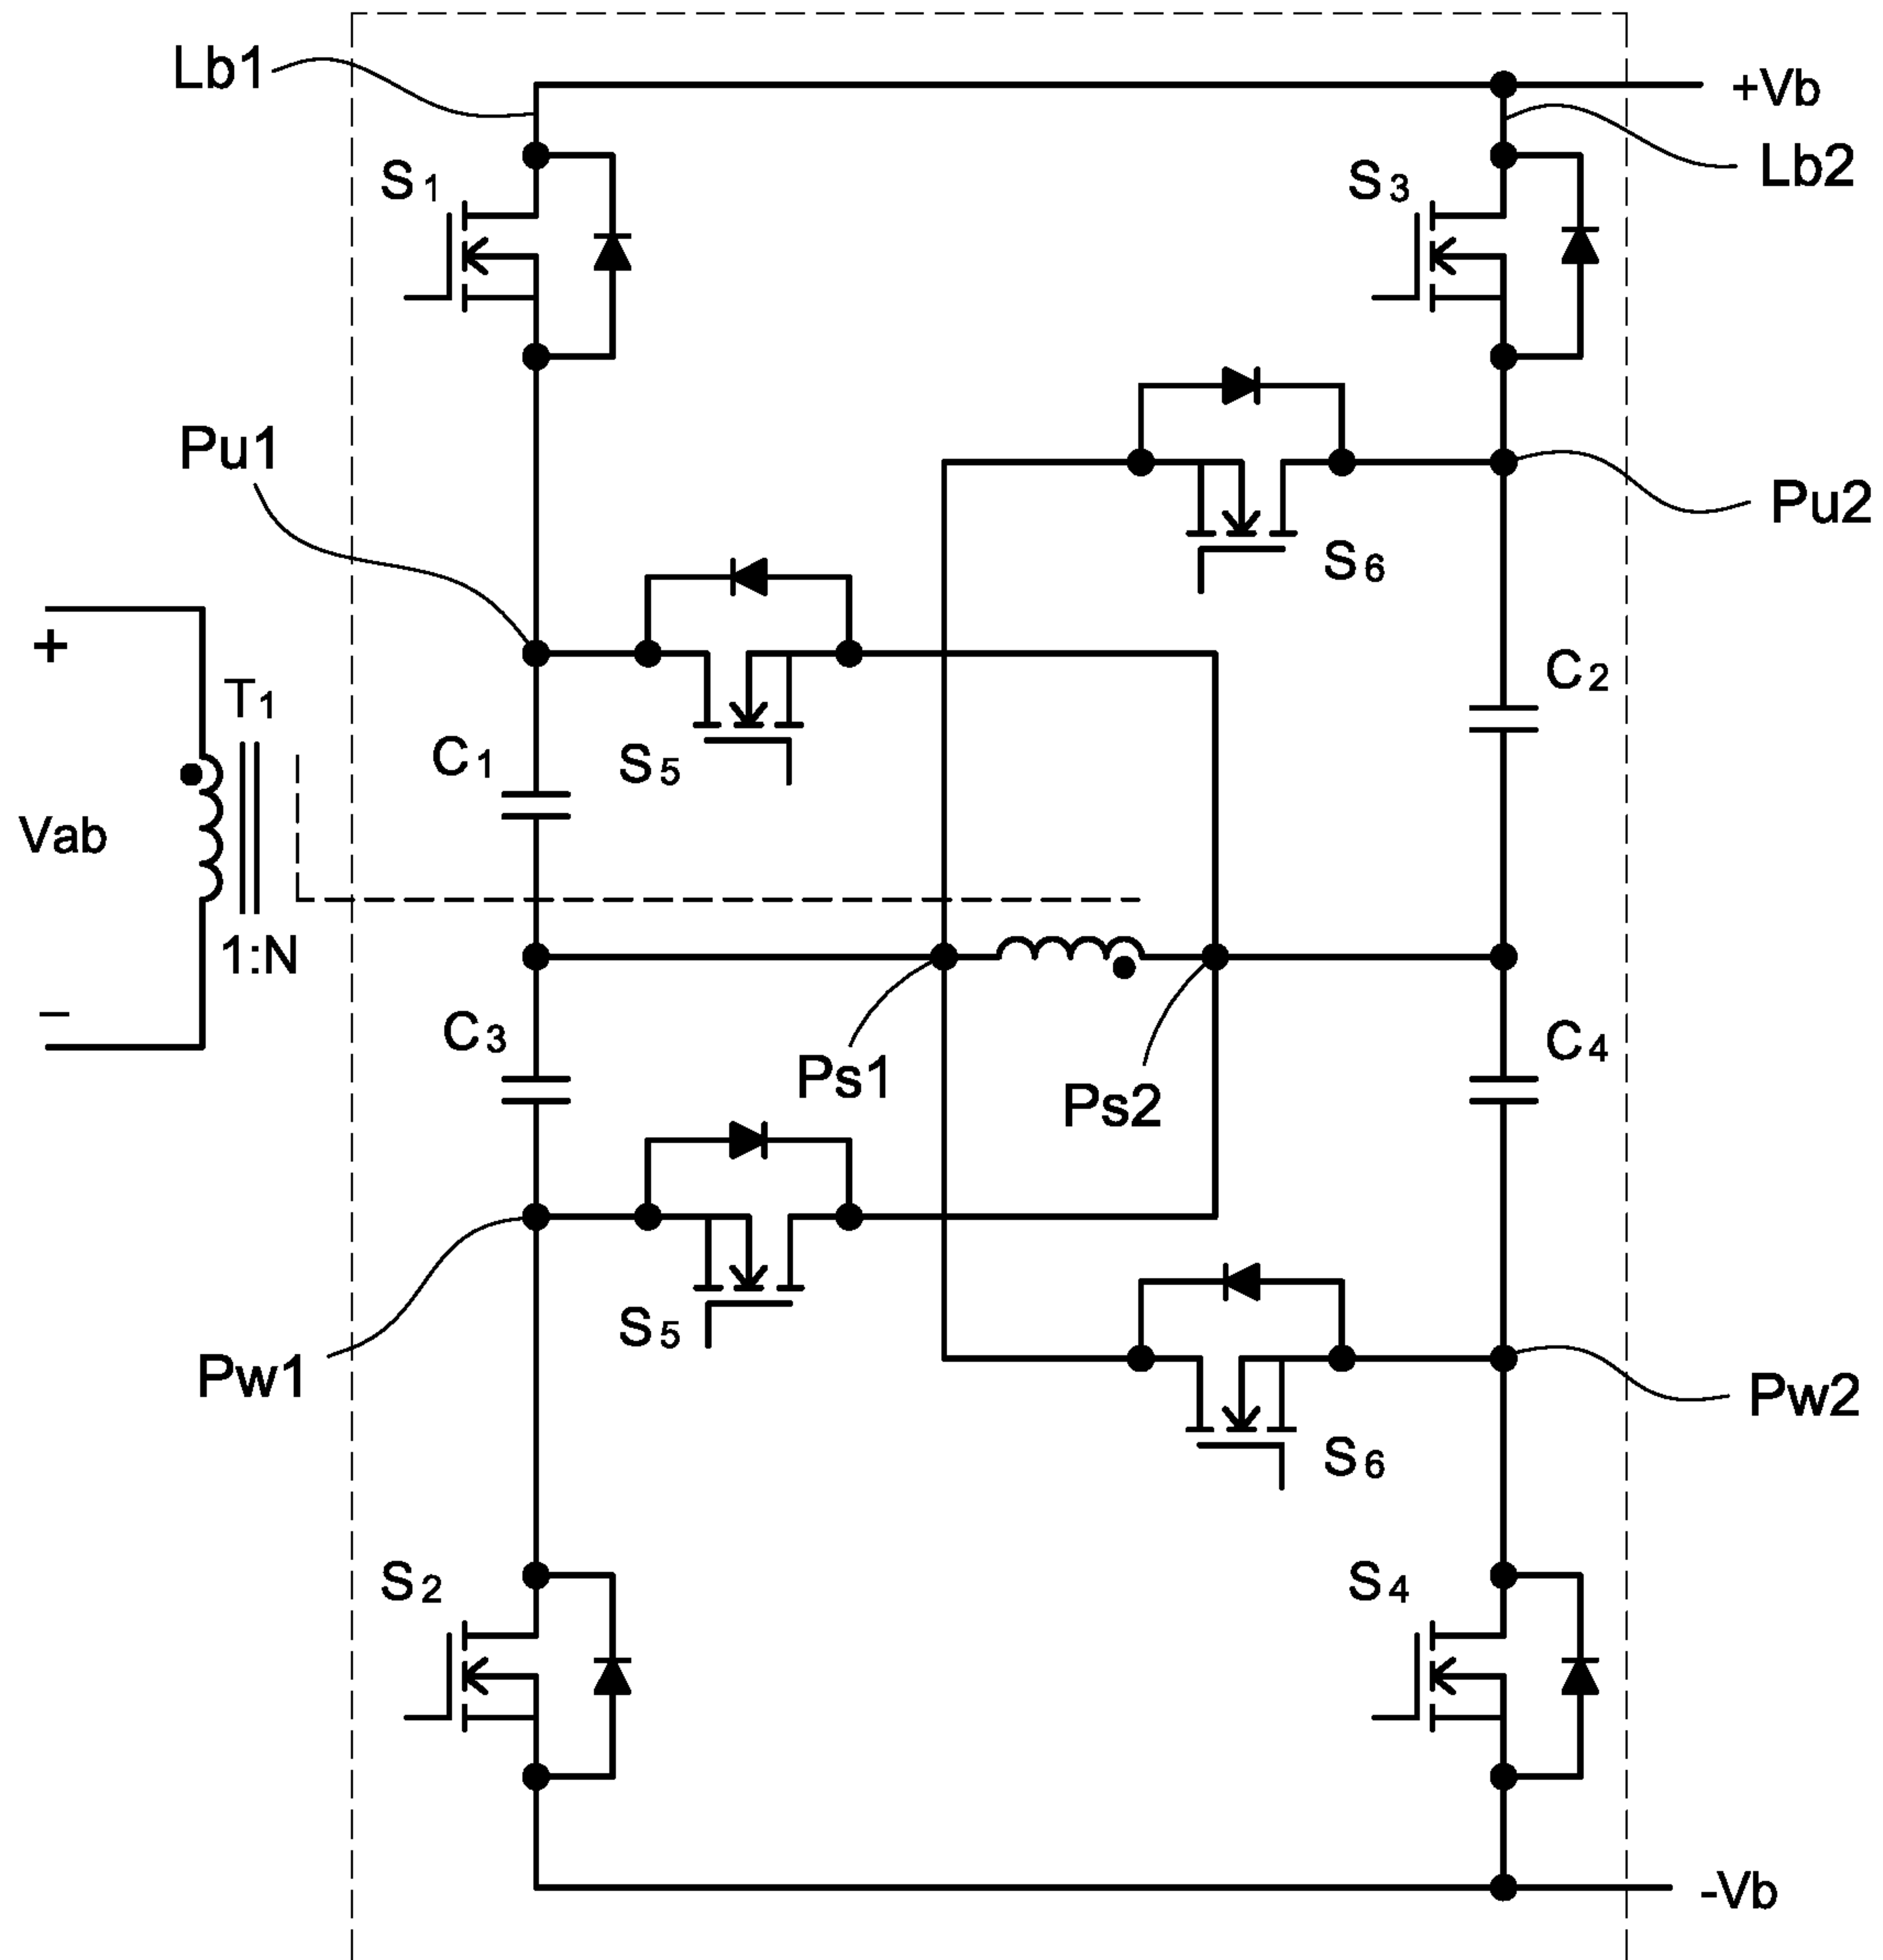 Lb1
+Vb
Lb2
S1
S3
Pu1
Pu2
S6
T1
C2
C1
S5
+
Vab
1:N
−
C3
Ps1
Ps2
C4
S5
Pw1
Pw2
S6
S2
S4
-Vb